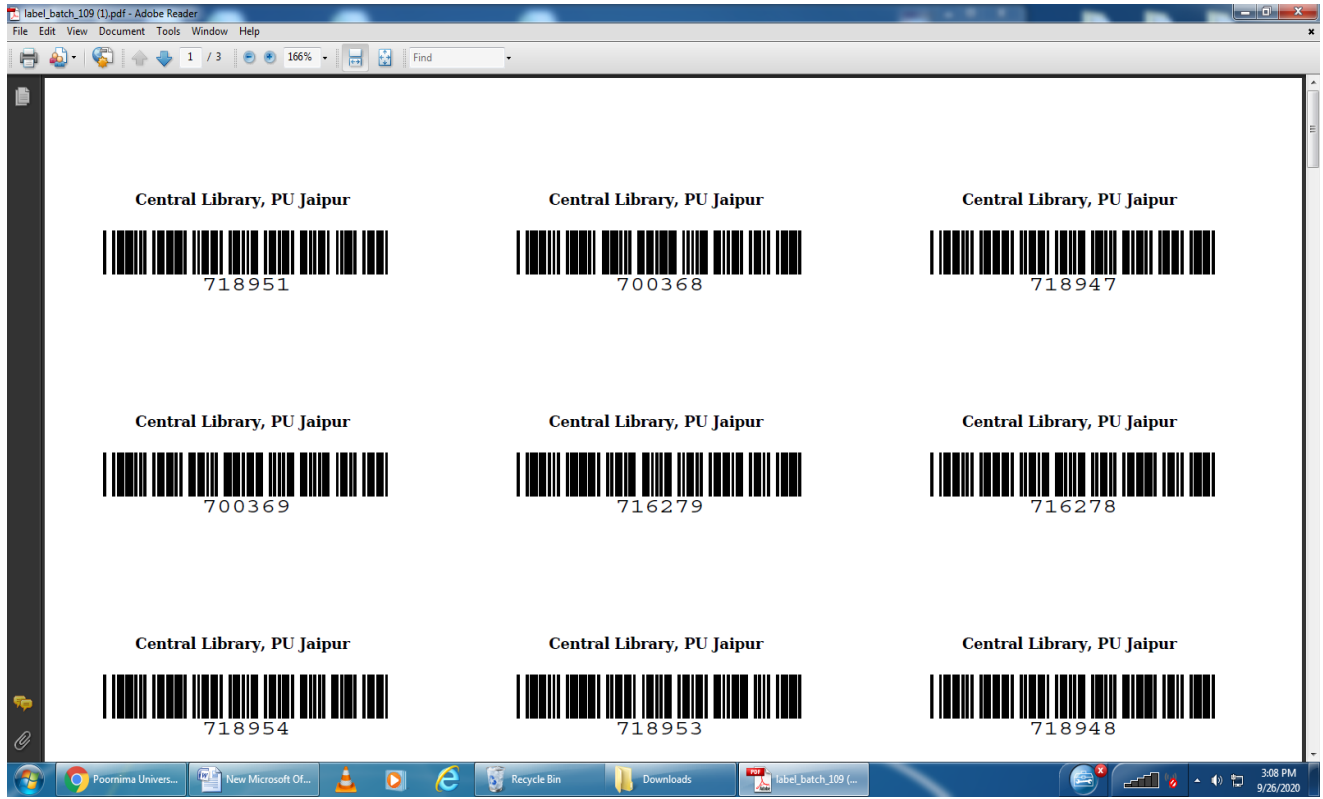 label_batch_109 (1).pdf - Adobe Reader
File Edit View Document Tools Window Help
1 / 3 166% Find
Central Library, PU Jaipur Central Library, PU Jaipur Central Library, PU Jaipur
718951 700368 718947
Central Library, PU Jaipur Central Library, PU Jaipur Central Library, PU Jaipur
700369 716279 716278
Central Library, PU Jaipur Central Library, PU Jaipur Central Library, PU Jaipur
718954 718953 718948
Poornima Univers... New Microsoft Of... Recycle Bin Downloads label_batch_109 (... 3:08 PM
9/26/2020